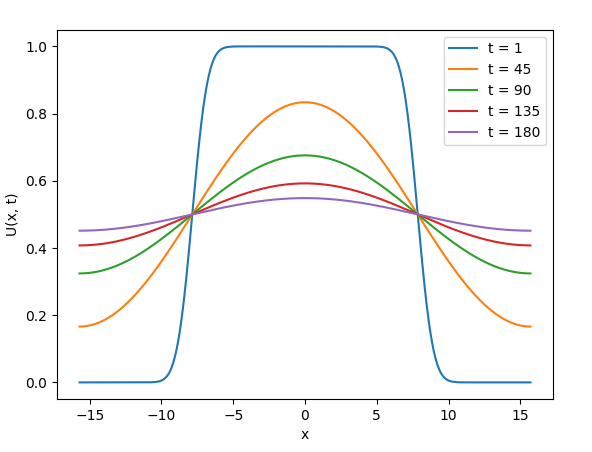 1.0
0.8
0.6
0.4
0.2
0.0
U(x, t)
−15
−10
−5
0
5
10
15
x
t = 1
t = 45
t = 90
t = 135
t = 180